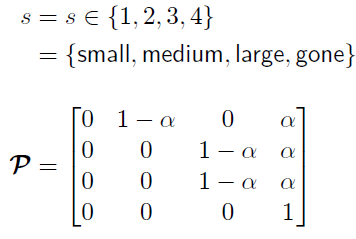 s = s ∈ {1, 2, 3, 4}
= {small, medium, large, gone}
𝓟 = [0 1 − α 0 α
0 0 1 − α α
0 0 1 − α α
0 0 0 1]